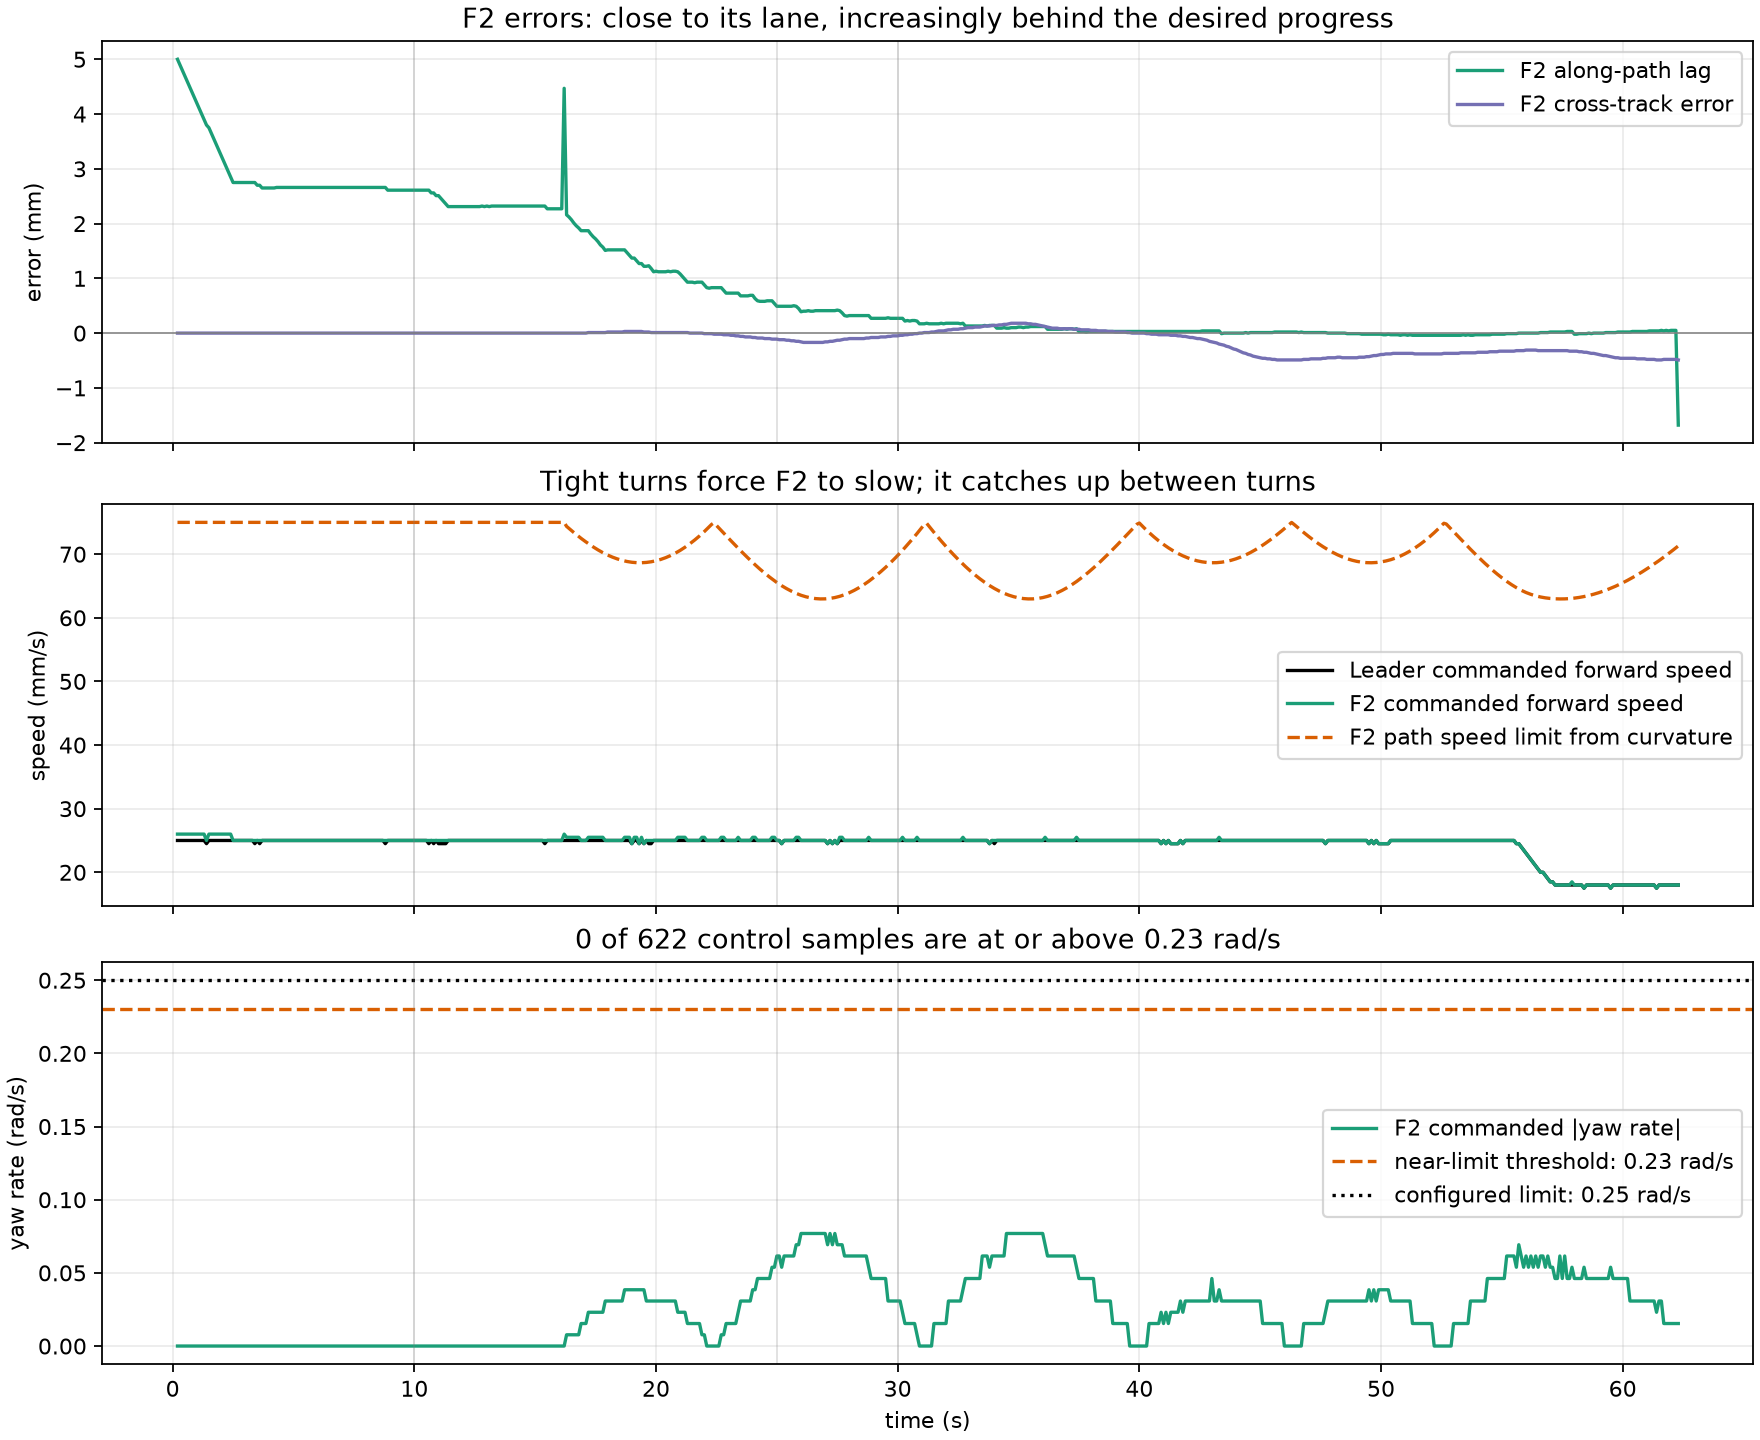 F2 errors: close to its lane, increasingly behind the desired progress
5
4
3
2
1
0
−1
−2
error (mm)
F2 along-path lag
F2 cross-track error
Tight turns force F2 to slow; it catches up between turns
70
60
50
40
30
20
speed (mm/s)
Leader commanded forward speed
F2 commanded forward speed
F2 path speed limit from curvature
0 of 622 control samples are at or above 0.23 rad/s
0.25
0.20
0.15
0.10
0.05
0.00
yaw rate (rad/s)
F2 commanded |yaw rate|
near-limit threshold: 0.23 rad/s
configured limit: 0.25 rad/s
0 10 20 30 40 50 60
time (s)